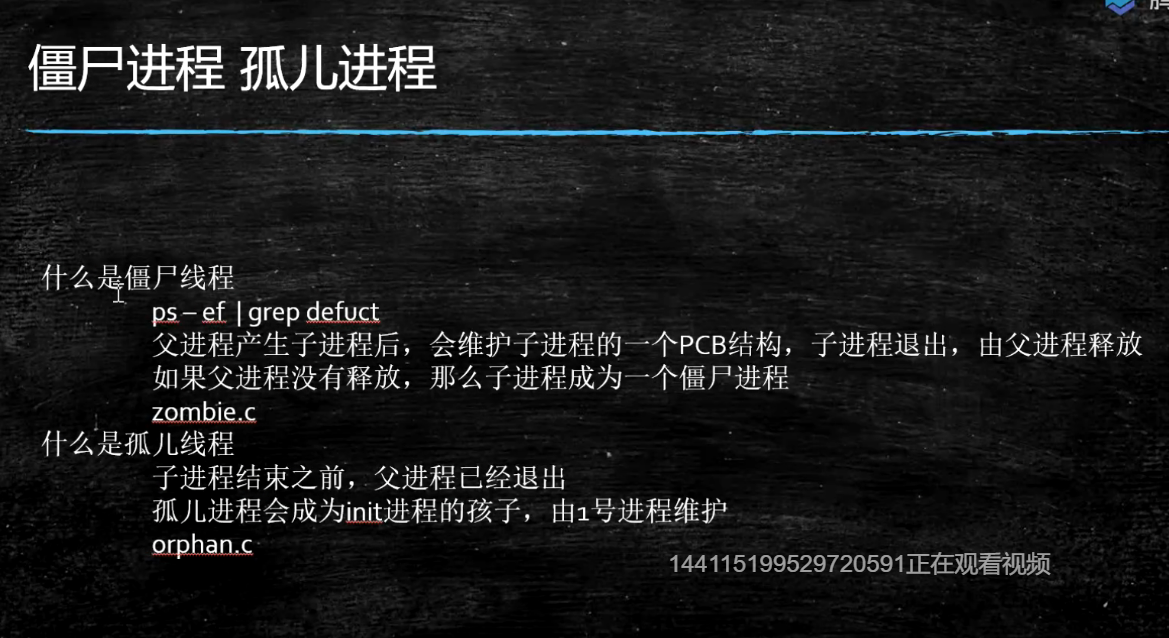 僵尸进程 孤儿进程
什么是僵尸线程
ps – ef | grep defuct
父进程产生子进程后，会维护子进程的一个PCB结构，子进程退出，由父进程释放
如果父进程没有释放，那么子进程成为一个僵尸进程
zombie.c
什么是孤儿线程
子进程结束之前，父进程已经退出
孤儿进程会成为init进程的孩子，由1号进程维护
orphan.c
144115199529720591正在观看视频